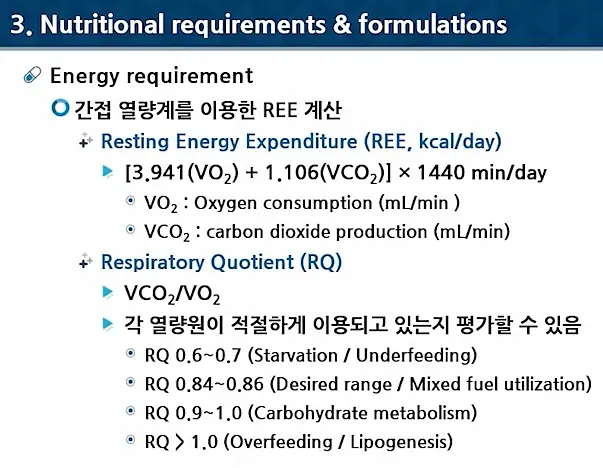 3. Nutritional requirements & formulations
Energy requirement
간접 열량계를 이용한 REE 계산
Resting Energy Expenditure (REE, kcal/day)
[3.941(VO₂) + 1.106(VCO₂)] × 1440 min/day
VO₂ : Oxygen consumption (mL/min )
VCO₂ : carbon dioxide production (mL/min)
Respiratory Quotient (RQ)
VCO₂/VO₂
각 열량원이 적절하게 이용되고 있는지 평가할 수 있음
RQ 0.6~0.7 (Starvation / Underfeeding)
RQ 0.84~0.86 (Desired range / Mixed fuel utilization)
RQ 0.9~1.0 (Carbohydrate metabolism)
RQ > 1.0 (Overfeeding / Lipogenesis)